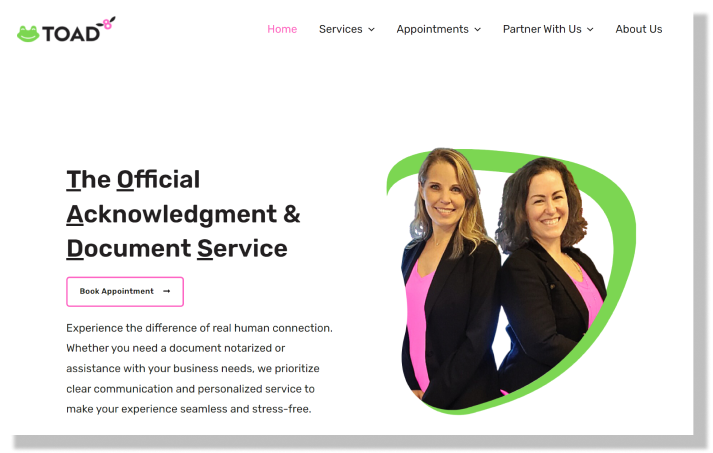 TOAD 8
Home Services Appointments Partner With Us About Us
The Official
Acknowledgment &
Document Service
Book Appointment →
Experience the difference of real human connection.
Whether you need a document notarized or
assistance with your business needs, we prioritize
clear communication and personalized service to
make your experience seamless and stress-free.